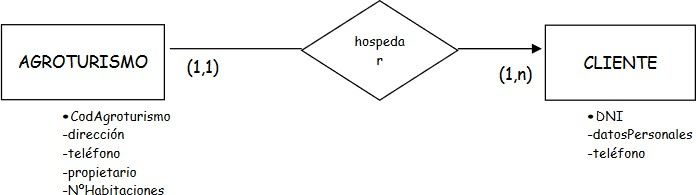 AGROTURISMO
(1,1)
hospeda
r
(1,n)
CLIENTE
•CodAgroturismo
-dirección
-teléfono
-propietario
-NºHabitaciones
•DNI
-datosPersonales
-teléfono